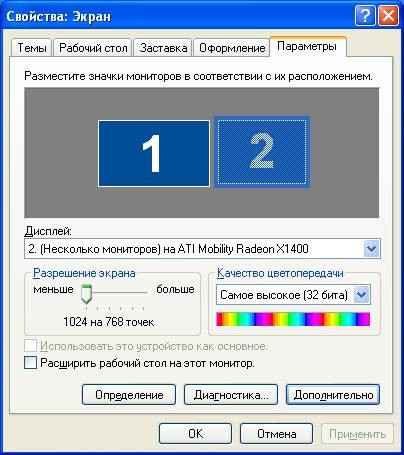 Свойства: Экран
Темы Рабочий стол Заставка Оформление Параметры
Разместите значки мониторов в соответствии с их расположением.
1 2
Дисплей:
2. (Несколько мониторов) на ATI Mobility Radeon X1400
Разрешение экрана Качество цветопередачи
меньше больше Самое высокое (32 бита)
1024 на 768 точек
Использовать это устройство как основное.
Расширить рабочий стол на этот монитор.
Определение Диагностика... Дополнительно
ОК Отмена Применить